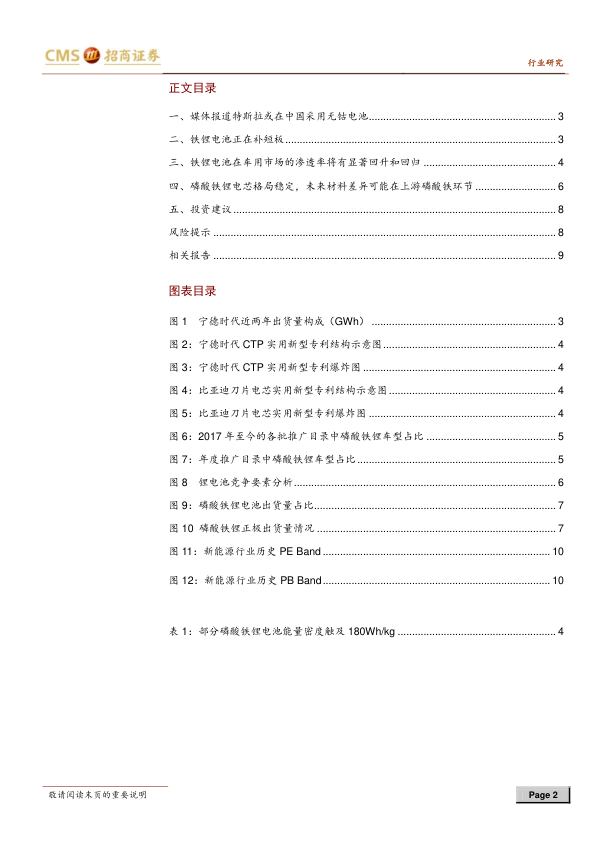 CMS 招商证券
行业研究
正文目录
一、媒体报道特斯拉或在中国采用无钴电池.................................................................. 3
二、铁锂电池正在补短板.............................................................................................. 3
三、铁锂电池在车用市场的渗透率将有显著回升和回归 .............................................. 4
四、磷酸铁锂电芯格局稳定，未来材料差异可能在上游磷酸铁环节 ............................ 6
五、投资建议................................................................................................................ 8
风险提示 ...................................................................................................................... 8
相关报告 ...................................................................................................................... 9
图表目录
图 1 宁德时代近两年出货量构成（GWh） ................................................................ 3
图 2：宁德时代 CTP 实用新型专利结构示意图............................................................ 4
图 3：宁德时代 CTP 实用新型专利爆炸图 ................................................................... 4
图 4：比亚迪刀片电芯实用新型专利结构示意图.......................................................... 4
图 5：比亚迪刀片电芯实用新型专利爆炸图 ................................................................. 4
图 6：2017 年至今的各批推广目录中磷酸铁锂车型占比 ............................................. 5
图 7：年度推广目录中磷酸铁锂车型占比..................................................................... 5
图 8 锂电池竞争要素分析........................................................................................... 6
图 9：磷酸铁锂电池出货量占比.................................................................................... 7
图 10 磷酸铁锂正极出货量情况 ................................................................................... 7
图 11：新能源行业历史 PE Band ............................................................................... 10
图 12：新能源行业历史 PB Band............................................................................... 10
表 1：部分磷酸铁锂电池能量密度触及 180Wh/kg ....................................................... 4
敬请阅读末页的重要说明
Page 2